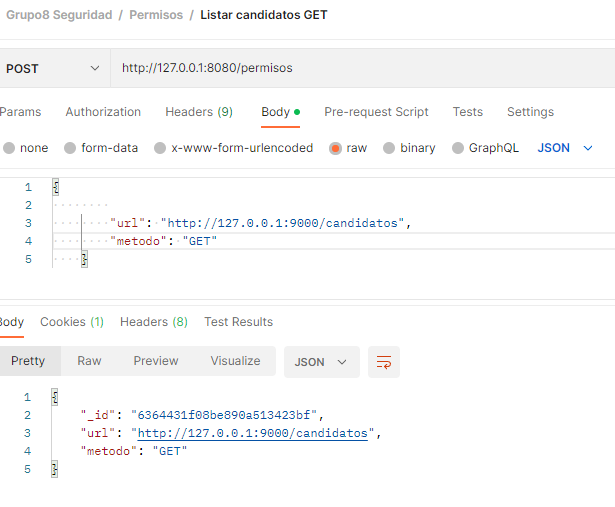 Grupo8 Seguridad / Permisos / Listar candidatos GET
POST http://127.0.0.1:8080/permisos
Params Authorization Headers (9) Body Pre-request Script Tests Settings
none form-data x-www-form-urlencoded raw binary GraphQL JSON
1 {
2
3 "url": "http://127.0.0.1:9000/candidatos",
4 "metodo": "GET"
5 }
Body Cookies (1) Headers (8) Test Results
Pretty Raw Preview Visualize JSON
1 {
2 "_id": "6364431f08be890a513423bf",
3 "url": "http://127.0.0.1:9000/candidatos",
4 "metodo": "GET"
5 }